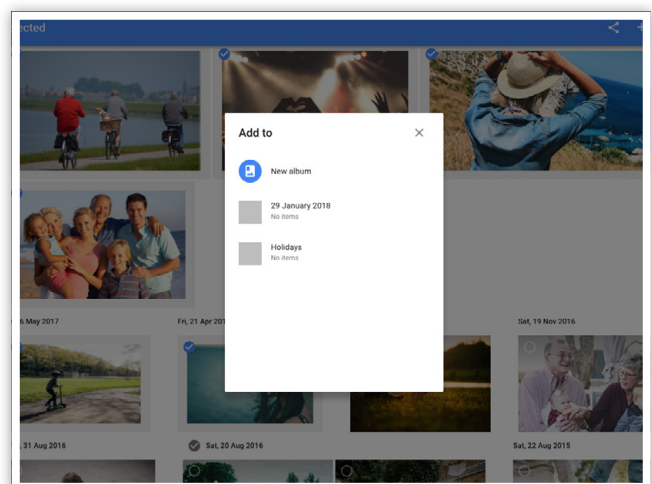 ected
Add to
New album
29 January 2018
No items
Holidays
No items
6 May 2017
Fri, 21 Apr 201
Sat, 19 Nov 2016
, 31 Aug 2016
Sat, 20 Aug 2016
Sat, 22 Aug 2015